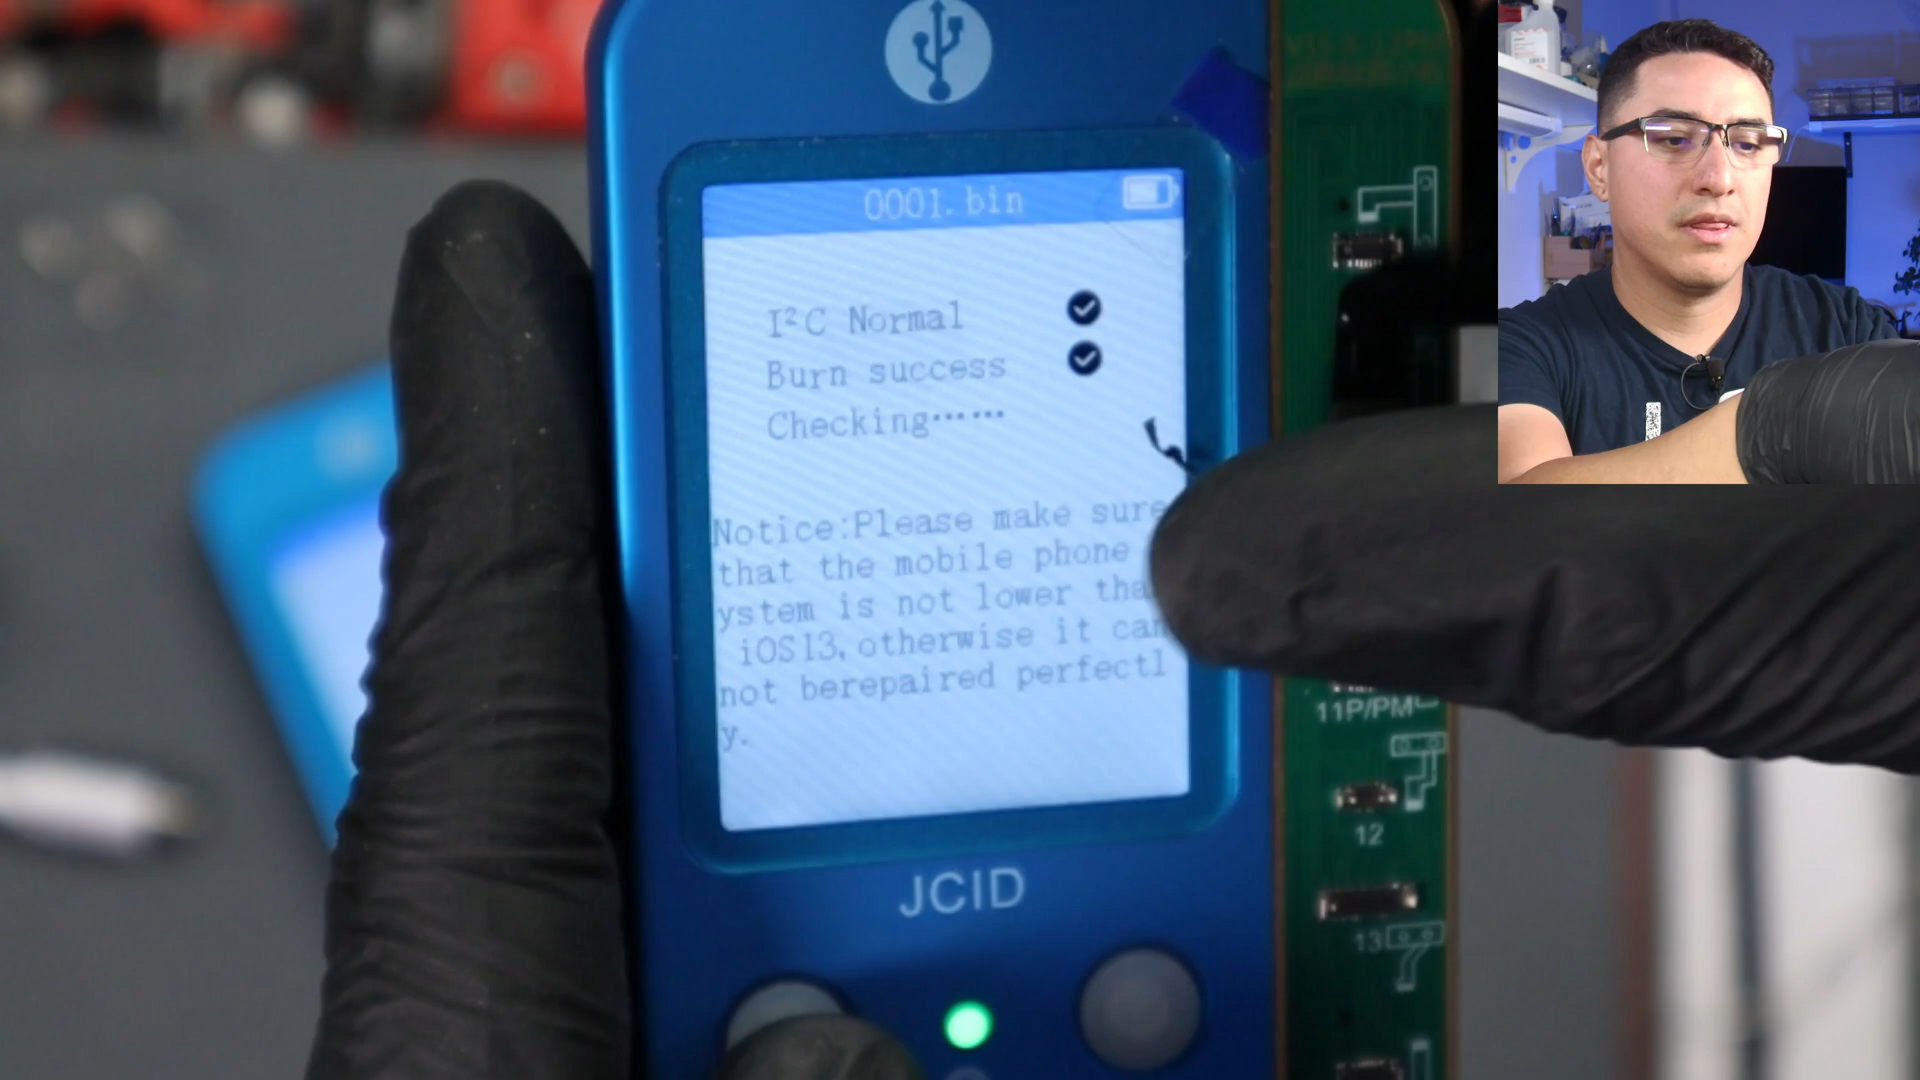 0001.bin
I²C Normal
Burn success
Checking······
Notice:Please make sure
that the mobile phone
ystem is not lower tha
iOS13, otherwise it can
not berepaired perfectl
y.
JCID
11P/PM
12
13